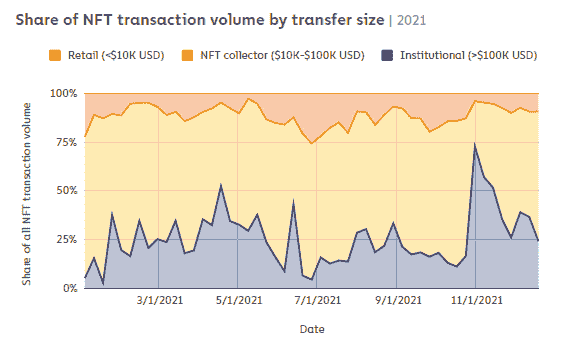 Share of NFT transaction volume by transfer size | 2021
Retail (<$10K USD) NFT collector ($10K-$100K USD) Institutional (>$100K USD)
Share of all NFT transaction volume
100%
75%
50%
25%
0%
3/1/2021 5/1/2021 7/1/2021 9/1/2021 11/1/2021
Date